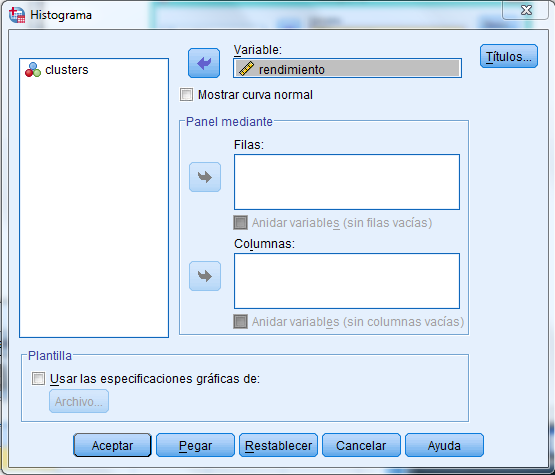 Histograma
clusters
Variable:
rendimiento
Títulos...
Mostrar curva normal
Panel mediante
Filas:
Anidar variables (sin filas vacías)
Columnas:
Anidar variables (sin columnas vacías)
Plantilla
Usar las especificaciones gráficas de:
Archivo...
Aceptar
Pegar
Restablecer
Cancelar
Ayuda